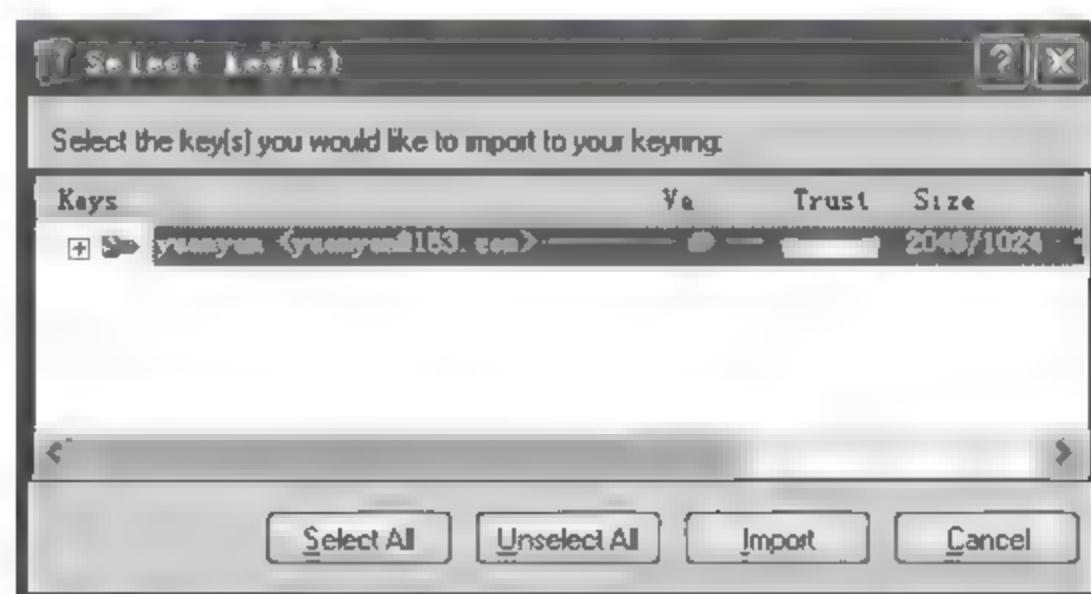 Select key(s)
Select the key(s) you would like to import to your keyring:
Keys Va Trust Size
2048/1024
Select All Unselect All Import Cancel